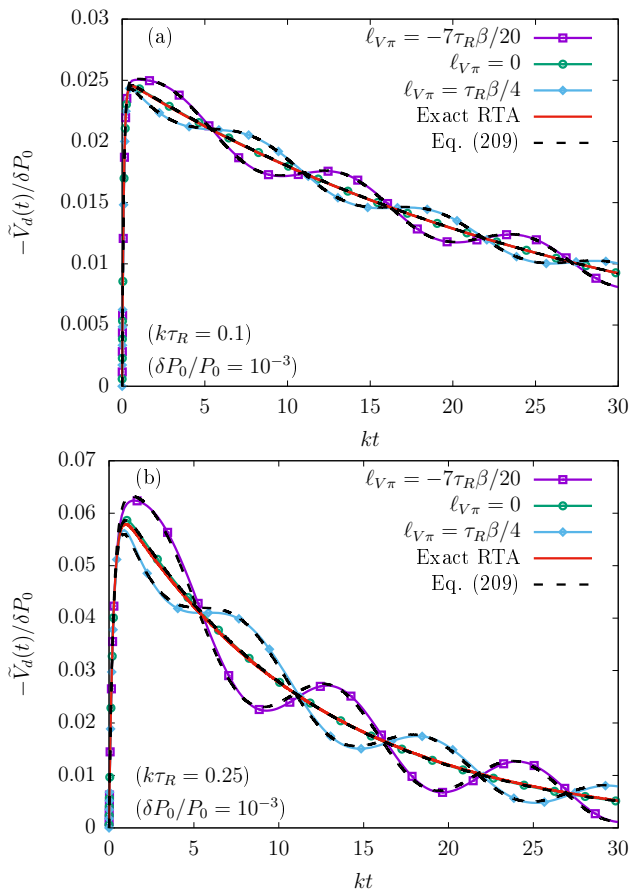 (a)
ℓ_{Vπ} = −7τ_Rβ/20
ℓ_{Vπ} = 0
ℓ_{Vπ} = τ_Rβ/4
Exact RTA
Eq. (209)
0.03
0.025
0.02
0.015
0.01
0.005
0
−Ṽ_d(t)/δP_0
(kτ_R = 0.1)
(δP_0/P_0 = 10^{−3})
0 5 10 15 20 25 30
kt
(b)
ℓ_{Vπ} = −7τ_Rβ/20
ℓ_{Vπ} = 0
ℓ_{Vπ} = τ_Rβ/4
Exact RTA
Eq. (209)
0.07
0.06
0.05
0.04
0.03
0.02
0.01
0
−Ṽ_d(t)/δP_0
(kτ_R = 0.25)
(δP_0/P_0 = 10^{−3})
0 5 10 15 20 25 30
kt